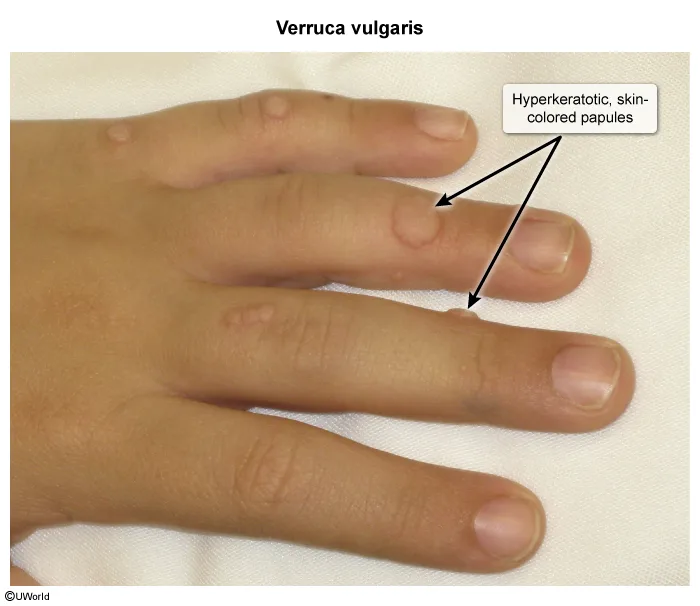 Verruca vulgaris
Hyperkeratotic, skin-
colored papules
©UWorld